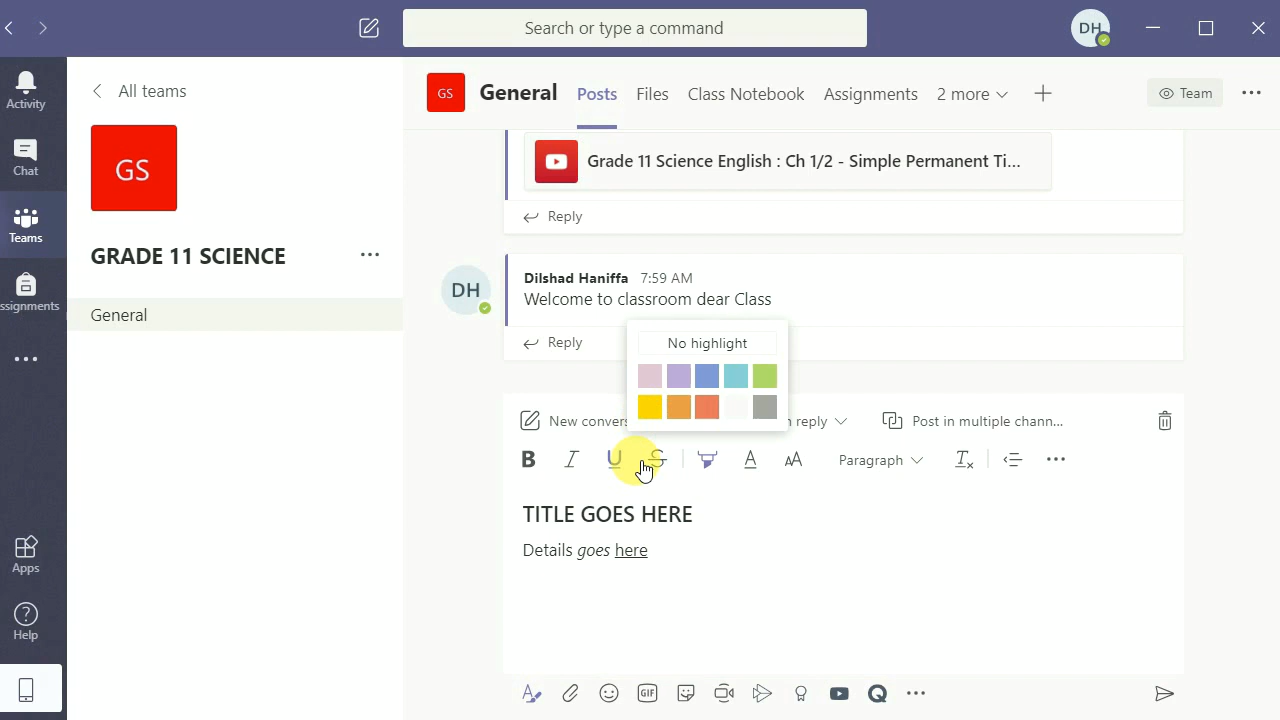 Search or type a command
DH
Activity
Chat
Teams
ssignments
Apps
Help
All teams
GS
GRADE 11 SCIENCE
General
GS
General
Posts
Files
Class Notebook
Assignments
2 more
Team
Grade 11 Science English : Ch 1/2 - Simple Permanent Ti...
Reply
DH
Dilshad Haniffa 7:59 AM
Welcome to classroom dear Class
Reply
No highlight
New convers
n reply
Post in multiple chann...
B I U S A AA Paragraph Tx
TITLE GOES HERE
Details goes here
GIF